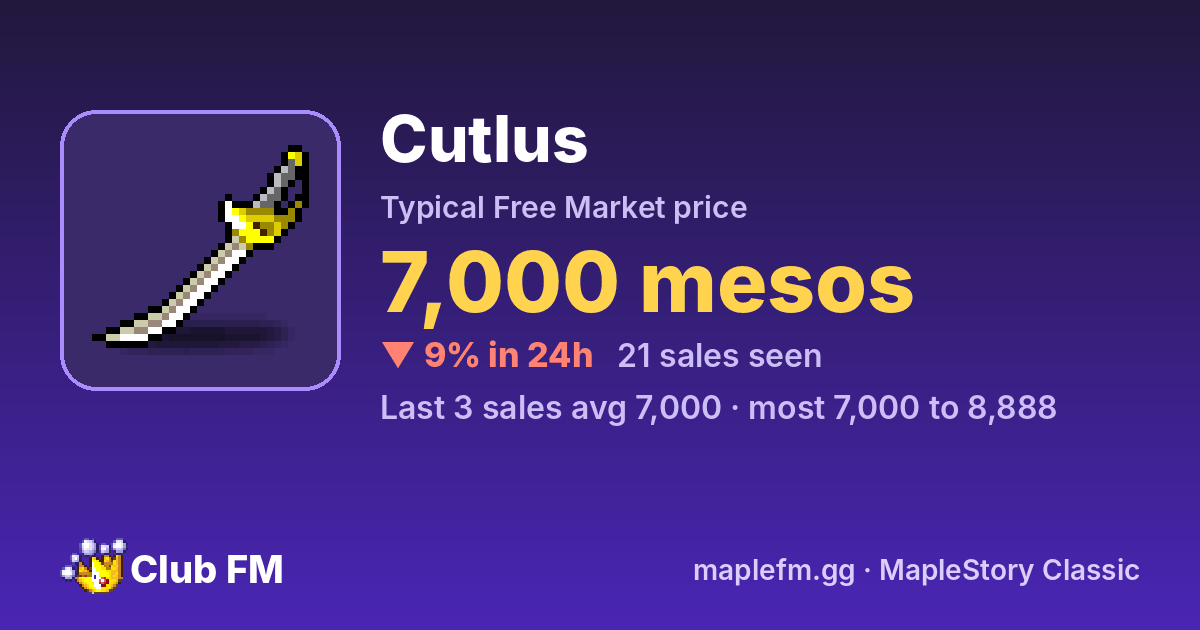 Cutlus
Typical Free Market price
7,000 mesos
▼ 9% in 24h 21 sales seen
Last 3 sales avg 7,000 · most 7,000 to 8,888
Club FM
maplefm.gg · MapleStory Classic